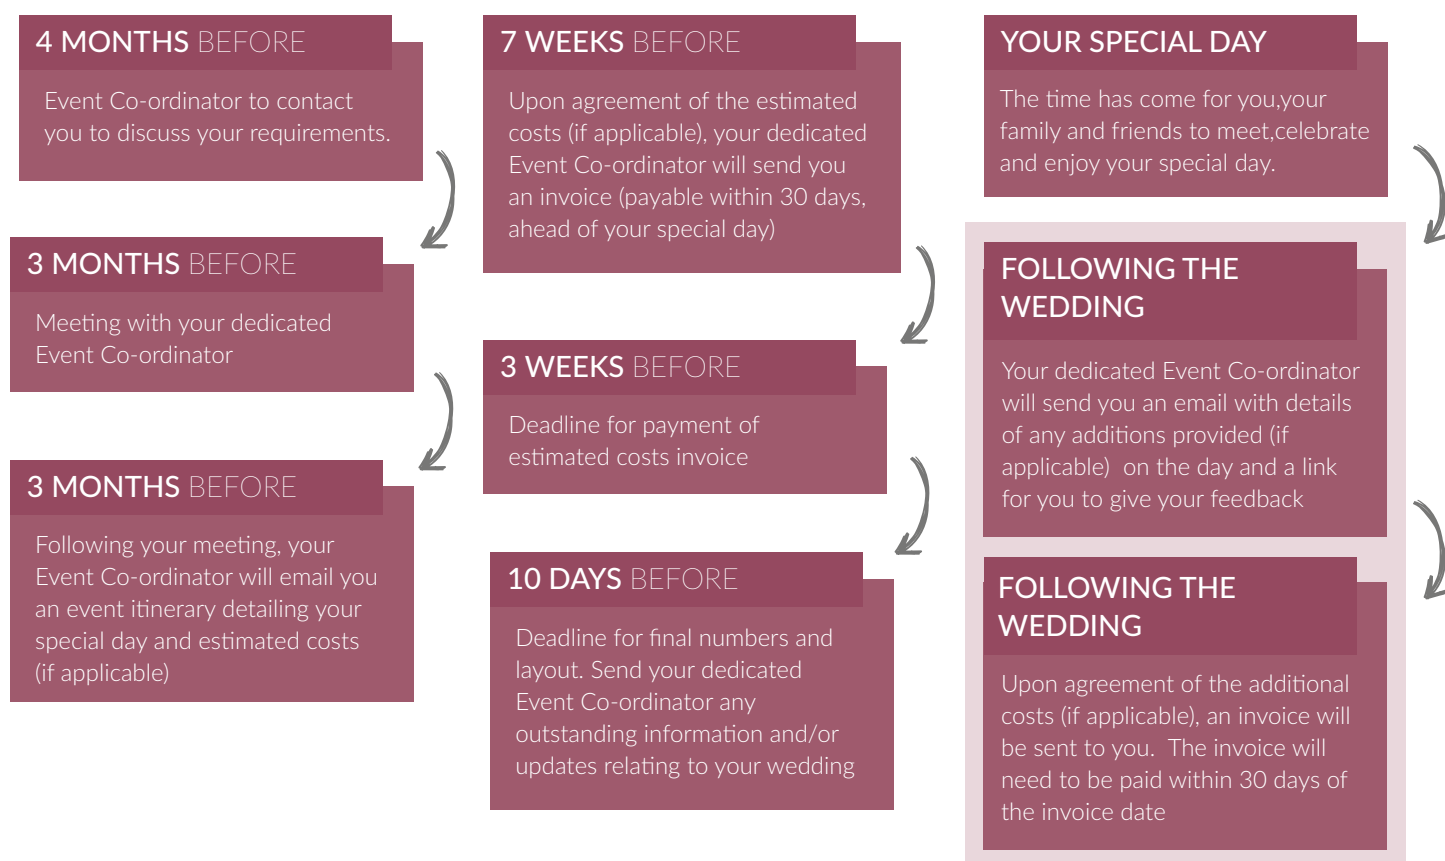 4 MONTHS BEFORE
Event Co-ordinator to contact
you to discuss your requirements.
3 MONTHS BEFORE
Meeting with your dedicated
Event Co-ordinator
3 MONTHS BEFORE
Following your meeting, your
Event Co-ordinator will email you
an event itinerary detailing your
special day and estimated costs
(if applicable)
7 WEEKS BEFORE
Upon agreement of the estimated
costs (if applicable), your dedicated
Event Co-ordinator will send you
an invoice (payable within 30 days,
ahead of your special day)
3 WEEKS BEFORE
Deadline for payment of
estimated costs invoice
10 DAYS BEFORE
Deadline for final numbers and
layout. Send your dedicated
Event Co-ordinator any
outstanding information and/or
updates relating to your wedding
YOUR SPECIAL DAY
The time has come for you,your
family and friends to meet,celebrate
and enjoy your special day.
FOLLOWING THE
WEDDING
Your dedicated Event Co-ordinator
will send you an email with details
of any additions provided (if
applicable)  on the day and a link
for you to give your feedback
FOLLOWING THE
WEDDING
Upon agreement of the additional
costs (if applicable), an invoice will
be sent to you.  The invoice will
need to be paid within 30 days of
the invoice date